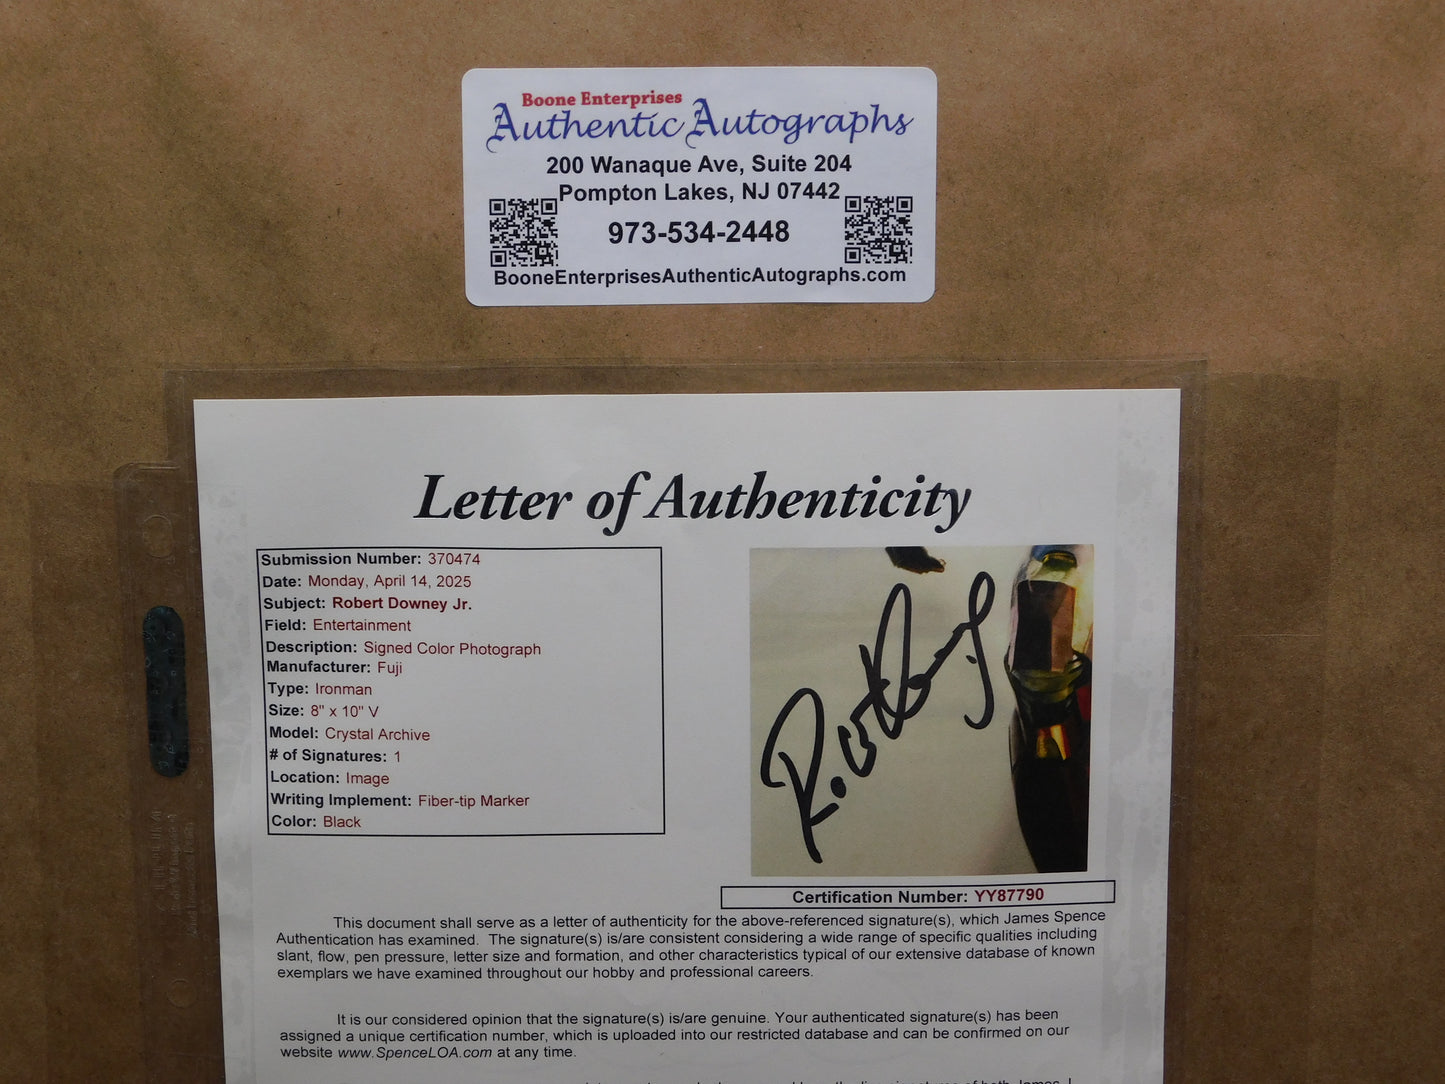 Boone Enterprises
Authentic Autographs
200 Wanaque Ave, Suite 204
Pompton Lakes, NJ 07442
973-534-2448
BooneEnterprisesAuthenticAutographs.com
Letter of Authenticity
Submission Number: 370474
Date: Monday, April 14, 2025
Subject: Robert Downey Jr.
Field: Entertainment
Description: Signed Color Photograph
Manufacturer: Fuji
Type: Ironman
Size: 8" x 10" V
Model: Crystal Archive
# of Signatures: 1
Location: Image
Writing Implement: Fiber-tip Marker
Color: Black
Certification Number: YY87790
This document shall serve as a letter of authenticity for the above-referenced signature(s), which James Spence
Authentication has examined. The signature(s) is/are consistent considering a wide range of specific qualities including
slant, flow, pen pressure, letter size and formation, and other characteristics typical of our extensive database of known
exemplars we have examined throughout our hobby and professional careers.
It is our considered opinion that the signature(s) is/are genuine. Your authenticated signature(s) has been
assigned a unique certification number, which is uploaded into our restricted database and can be confirmed on our
website www.SpenceLOA.com at any time.